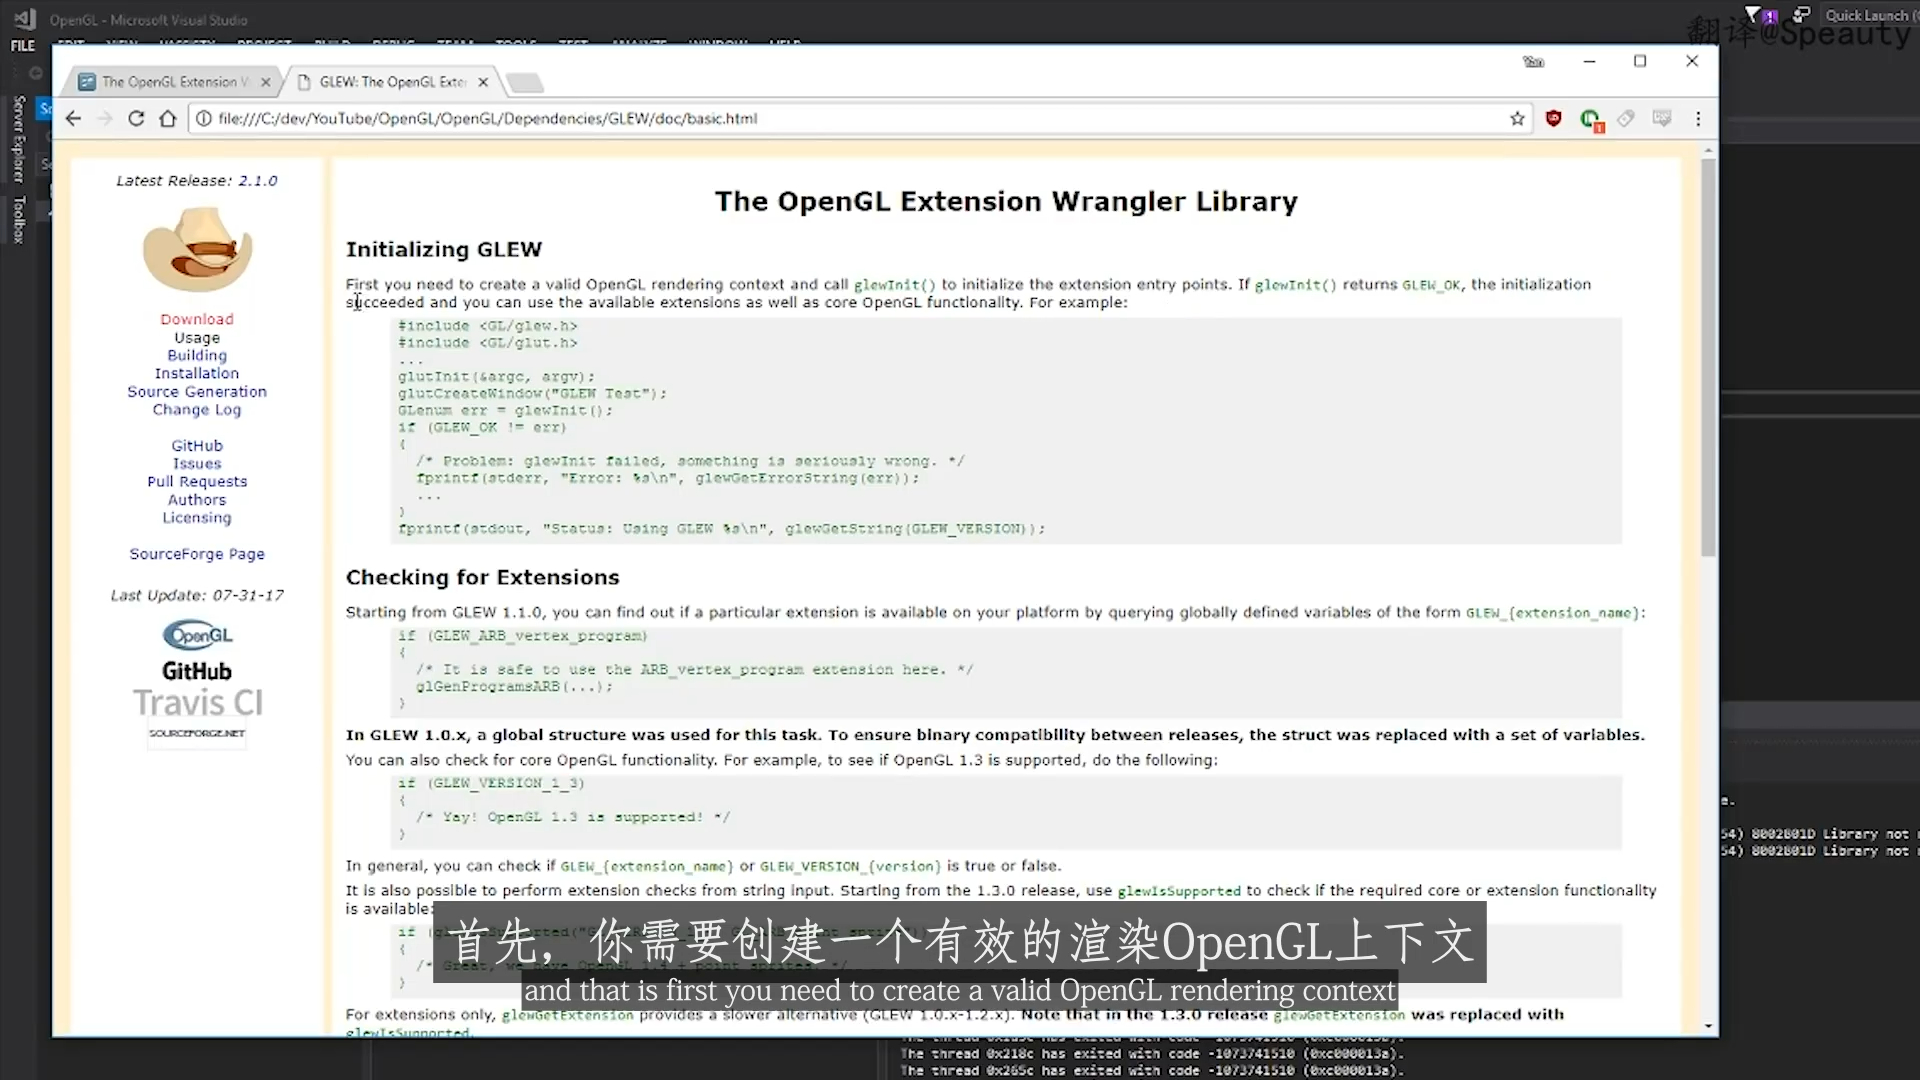 OpenGL - Microsoft Visual Studio
Quick Launch
翻译@Speauty
FILE
The OpenGL Extension
GLEW: The OpenGL Exte
file:///C:/dev/YouTube/OpenGL/OpenGL/Dependencies/GLEW/doc/basic.html
Server Explorer
Toolbox
Latest Release: 2.1.0
Download
Usage
Building
Installation
Source Generation
Change Log
GitHub
Issues
Pull Requests
Authors
Licensing
SourceForge Page
Last Update: 07-31-17
OpenGL
GitHub
Travis CI
SOURCEFORGE.NET
The OpenGL Extension Wrangler Library
Initializing GLEW
First you need to create a valid OpenGL rendering context and call glewInit() to initialize the extension entry points. If glewInit() returns GLEW_OK, the initialization
succeeded and you can use the available extensions as well as core OpenGL functionality. For example:
#include <GL/glew.h>
#include <GL/glut.h>
...
glutInit(&argc, argv);
glutCreateWindow("GLEW Test");
GLenum err = glewInit();
if (GLEW_OK != err)
{
/* Problem: glewInit failed, something is seriously wrong. */
fprintf(stderr, "Error: %s\n", glewGetErrorString(err));
...
}
fprintf(stdout, "Status: Using GLEW %s\n", glewGetString(GLEW_VERSION));
Checking for Extensions
Starting from GLEW 1.1.0, you can find out if a particular extension is available on your platform by querying globally defined variables of the form GLEW_{extension_name}:
if (GLEW_ARB_vertex_program)
{
/* It is safe to use the ARB_vertex_program extension here. */
glGenProgramsARB(...);
}
In GLEW 1.0.x, a global structure was used for this task. To ensure binary compatibility between releases, the struct was replaced with a set of variables.
You can also check for core OpenGL functionality. For example, to see if OpenGL 1.3 is supported, do the following:
if (GLEW_VERSION_1_3)
{
/* Yay! OpenGL 1.3 is supported! */
}
In general, you can check if GLEW_{extension_name} or GLEW_VERSION_{version} is true or false.
It is also possible to perform extension checks from string input. Starting from the 1.3.0 release, use glewIsSupported to check if the required core or extension functionality
is available:
首先，你需要创建一个有效的渲染OpenGL上下文
and that is first you need to create a valid OpenGL rendering context
For extensions only, glewGetExtension provides a slower alternative (GLEW 1.0.x-1.2.x). Note that in the 1.3.0 release glewGetExtension was replaced with
glewIsSupported.
54) 8002801D Library not
54) 8002801D Library not
The thread 0x218c has exited with code -1073741510 (0xc000013a).
The thread 0x265c has exited with code -1073741510 (0xc000013a).